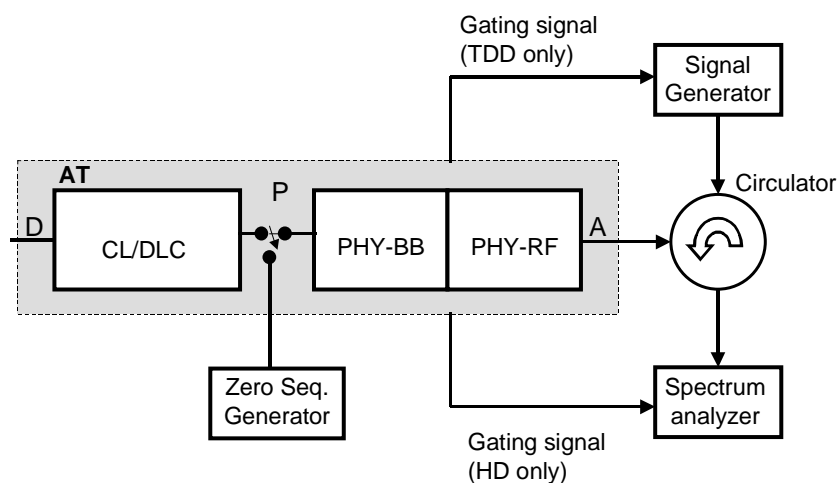 Gating signal
(TDD only)
Signal
Generator
AT
P
Circulator
D
CL/DLC
PHY-BB
PHY-RF
A
Zero Seq.
Generator
Spectrum
analyzer
Gating signal
(HD only)